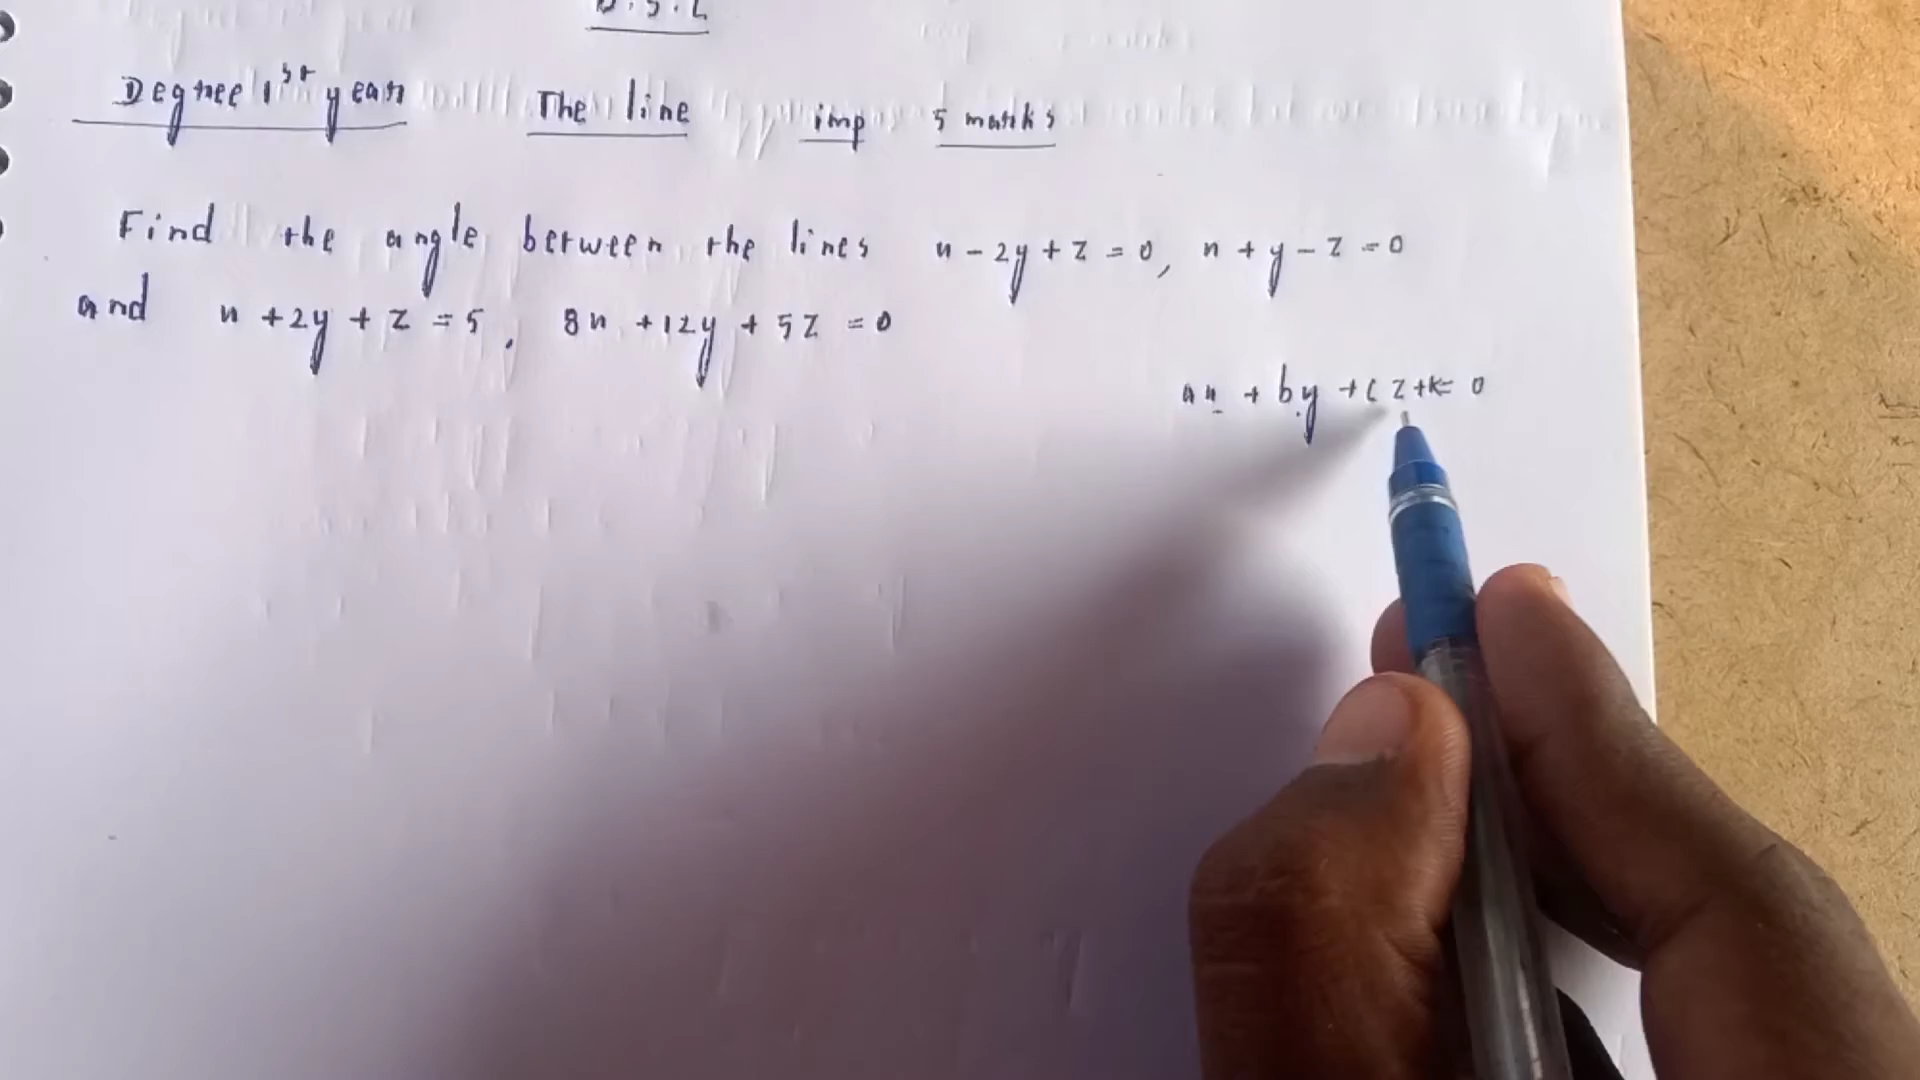 Degree 1st year The line imp 5 marks
Find the angle between the lines x - 2y + z = 0, x + y - z = 0
and x + 2y + z = 5, 8x + 12y + 5z = 0
ax + by + cz + k = 0